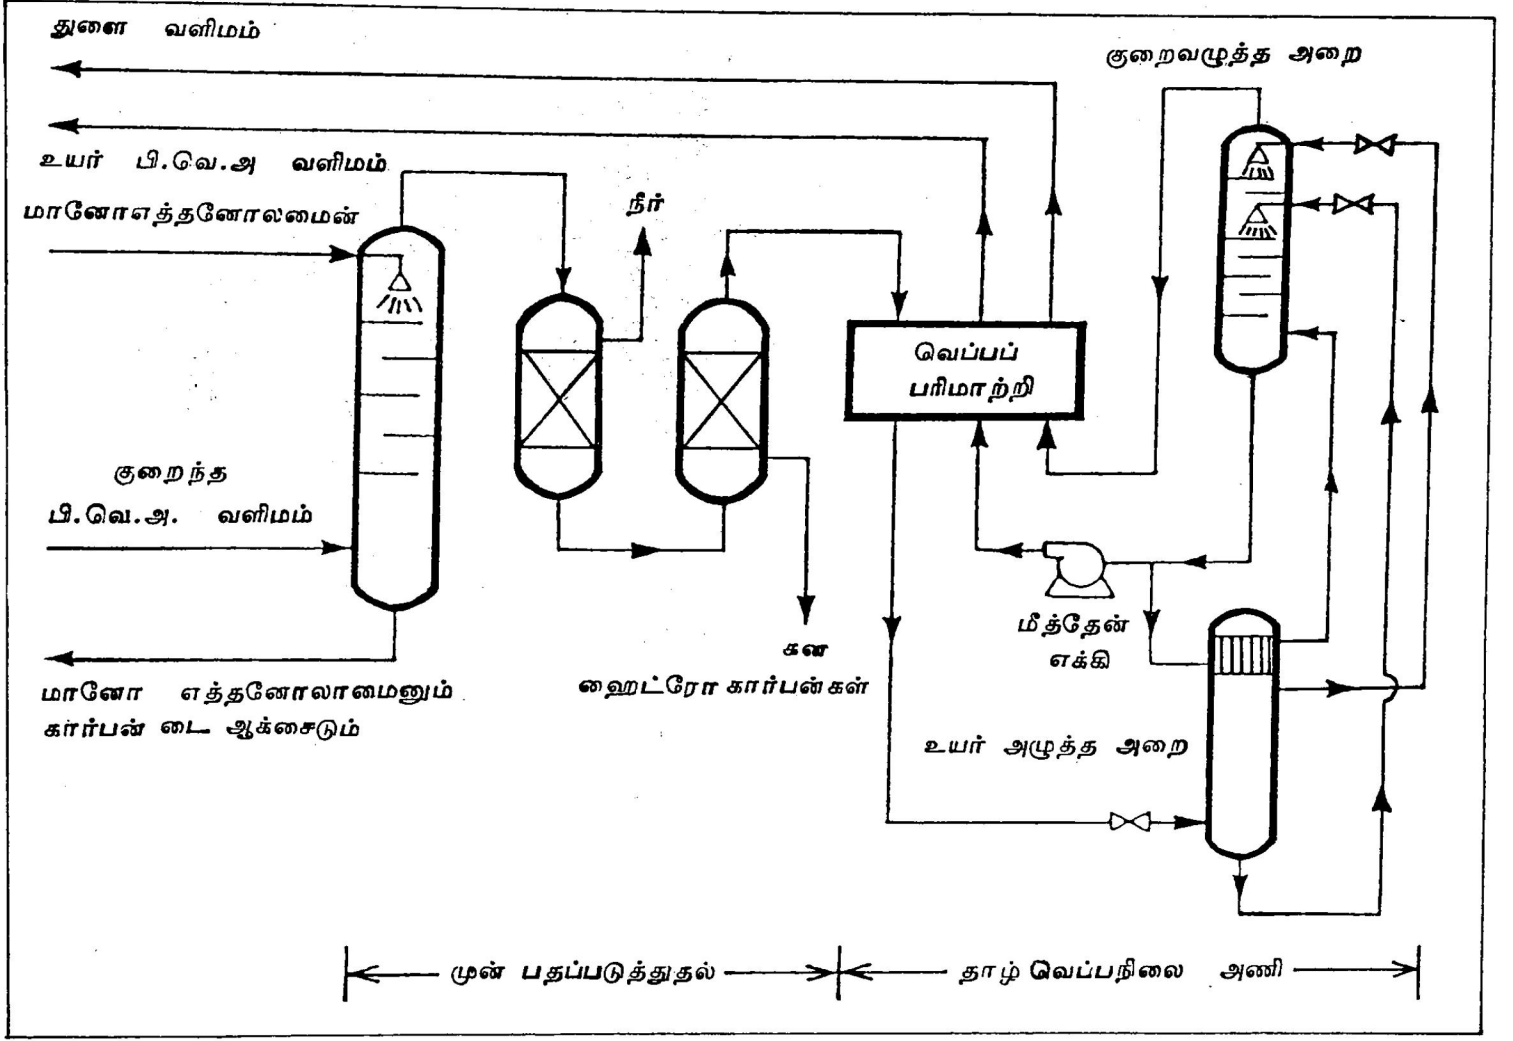 துளை வளிமம்
குறைவழுத்த அறை
உயர் பி.வெ.அ வளிமம்
மானோஎத்தனோலமைன்
நீர்
வெப்பப்
பரிமாற்றி
குறைந்த
பி.வெ.அ. வளிமம்
மீத்தேன்
எக்கி
கன
ஹைட்ரோ கார்பன்கள்
மானோ எத்தனோலாமைனும்
கார்பன் டை ஆக்சைடும்
உயர் அழுத்த அறை
முன் பதப்படுத்துதல்
தாழ் வெப்பநிலை அணி